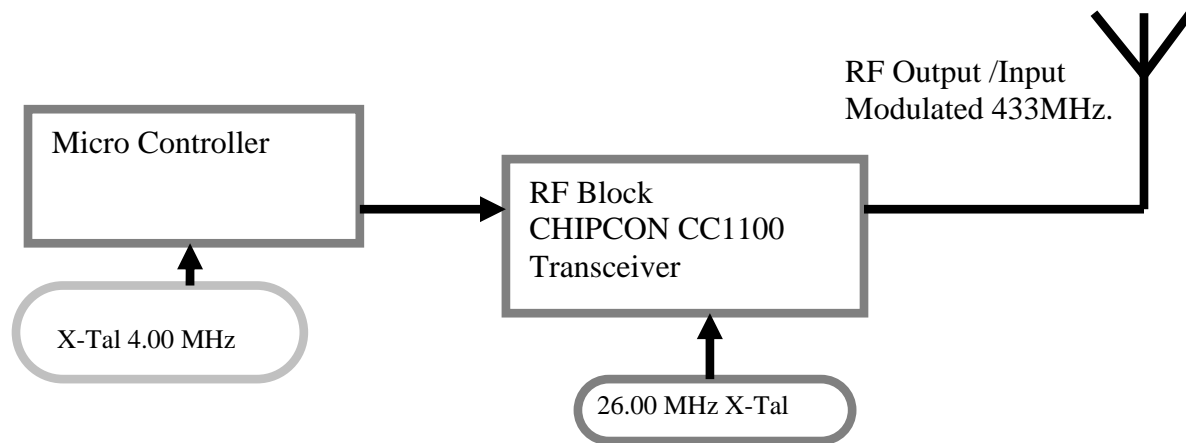 RF Output /Input
Modulated 433MHz.
Micro Controller
RF Block
CHIPCON CC1100
Transceiver
X-Tal 4.00 MHz
26.00 MHz X-Tal